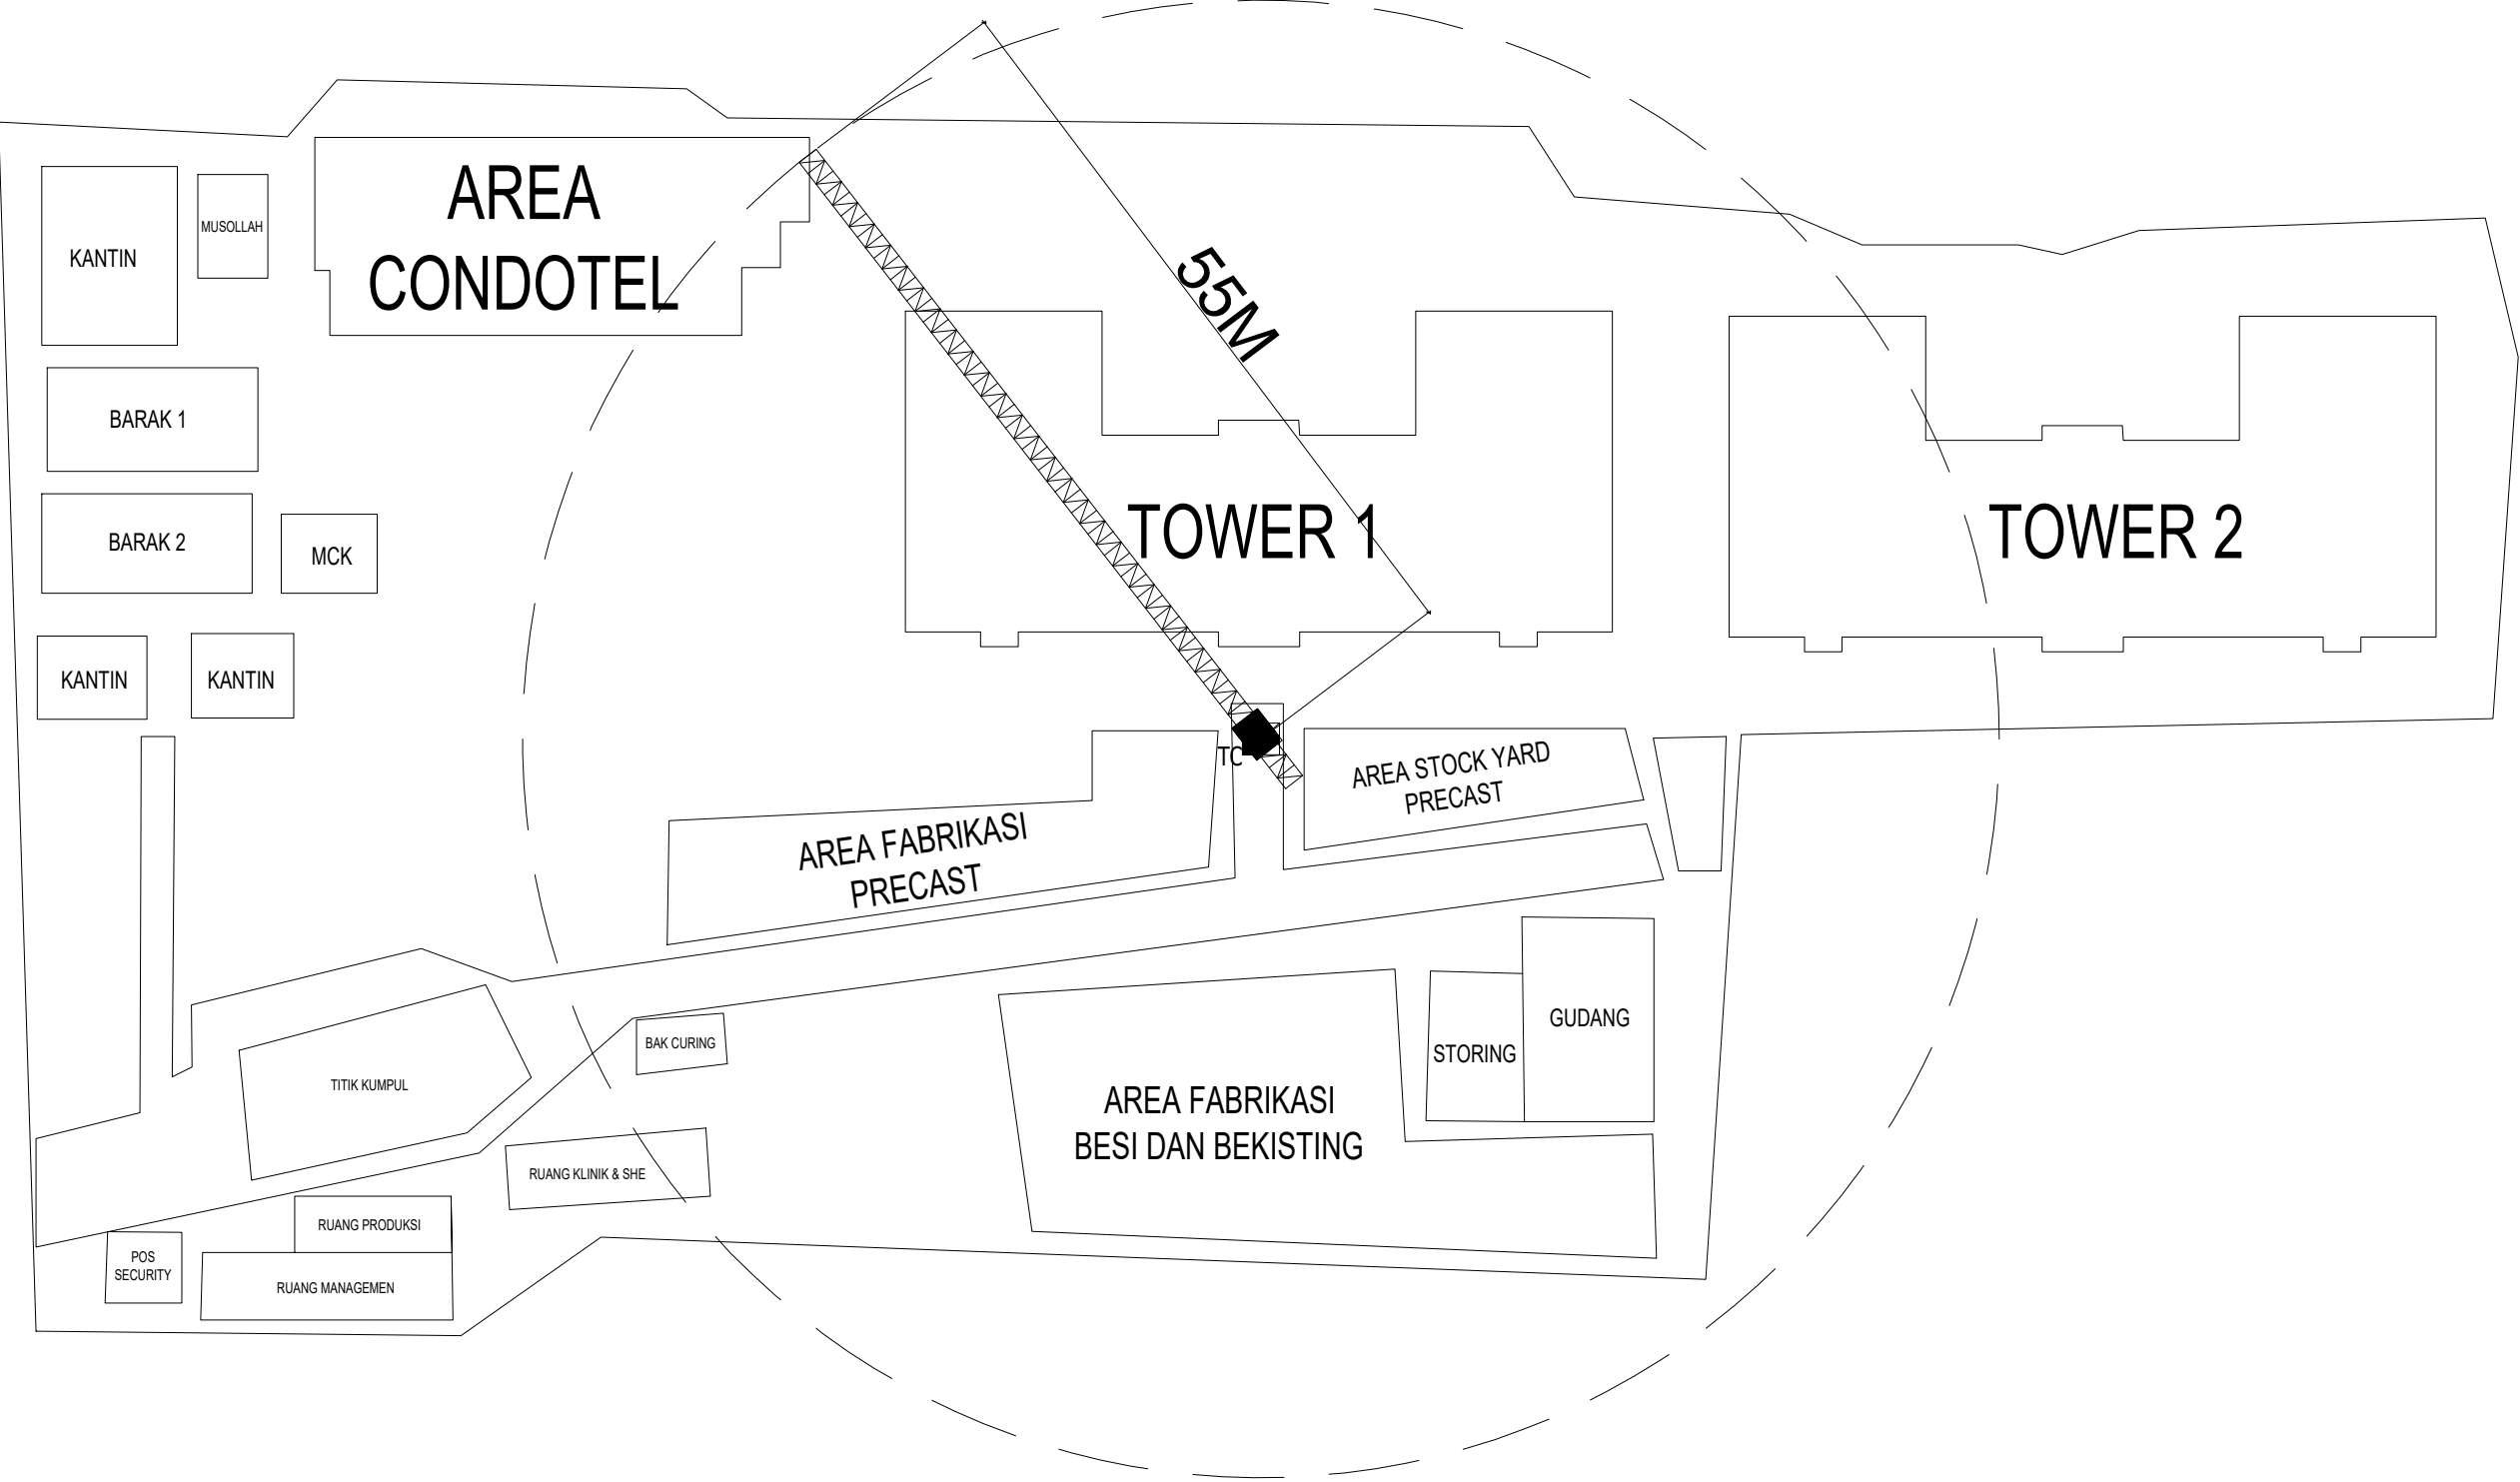 AREA
CONDOTEL
KANTIN
MUSOLLAH
55M
BARAK 1
BARAK 2
MCK
TOWER 1
TOWER 2
KANTIN
KANTIN
TC
AREA STOCK YARD
PRECAST
AREA FABRIKASI
PRECAST
GUDANG
STORING
BAK CURING
TITIK KUMPUL
AREA FABRIKASI
BESI DAN BEKISTING
RUANG KLINIK & SHE
RUANG PRODUKSI
POS
SECURITY
RUANG MANAGEMEN